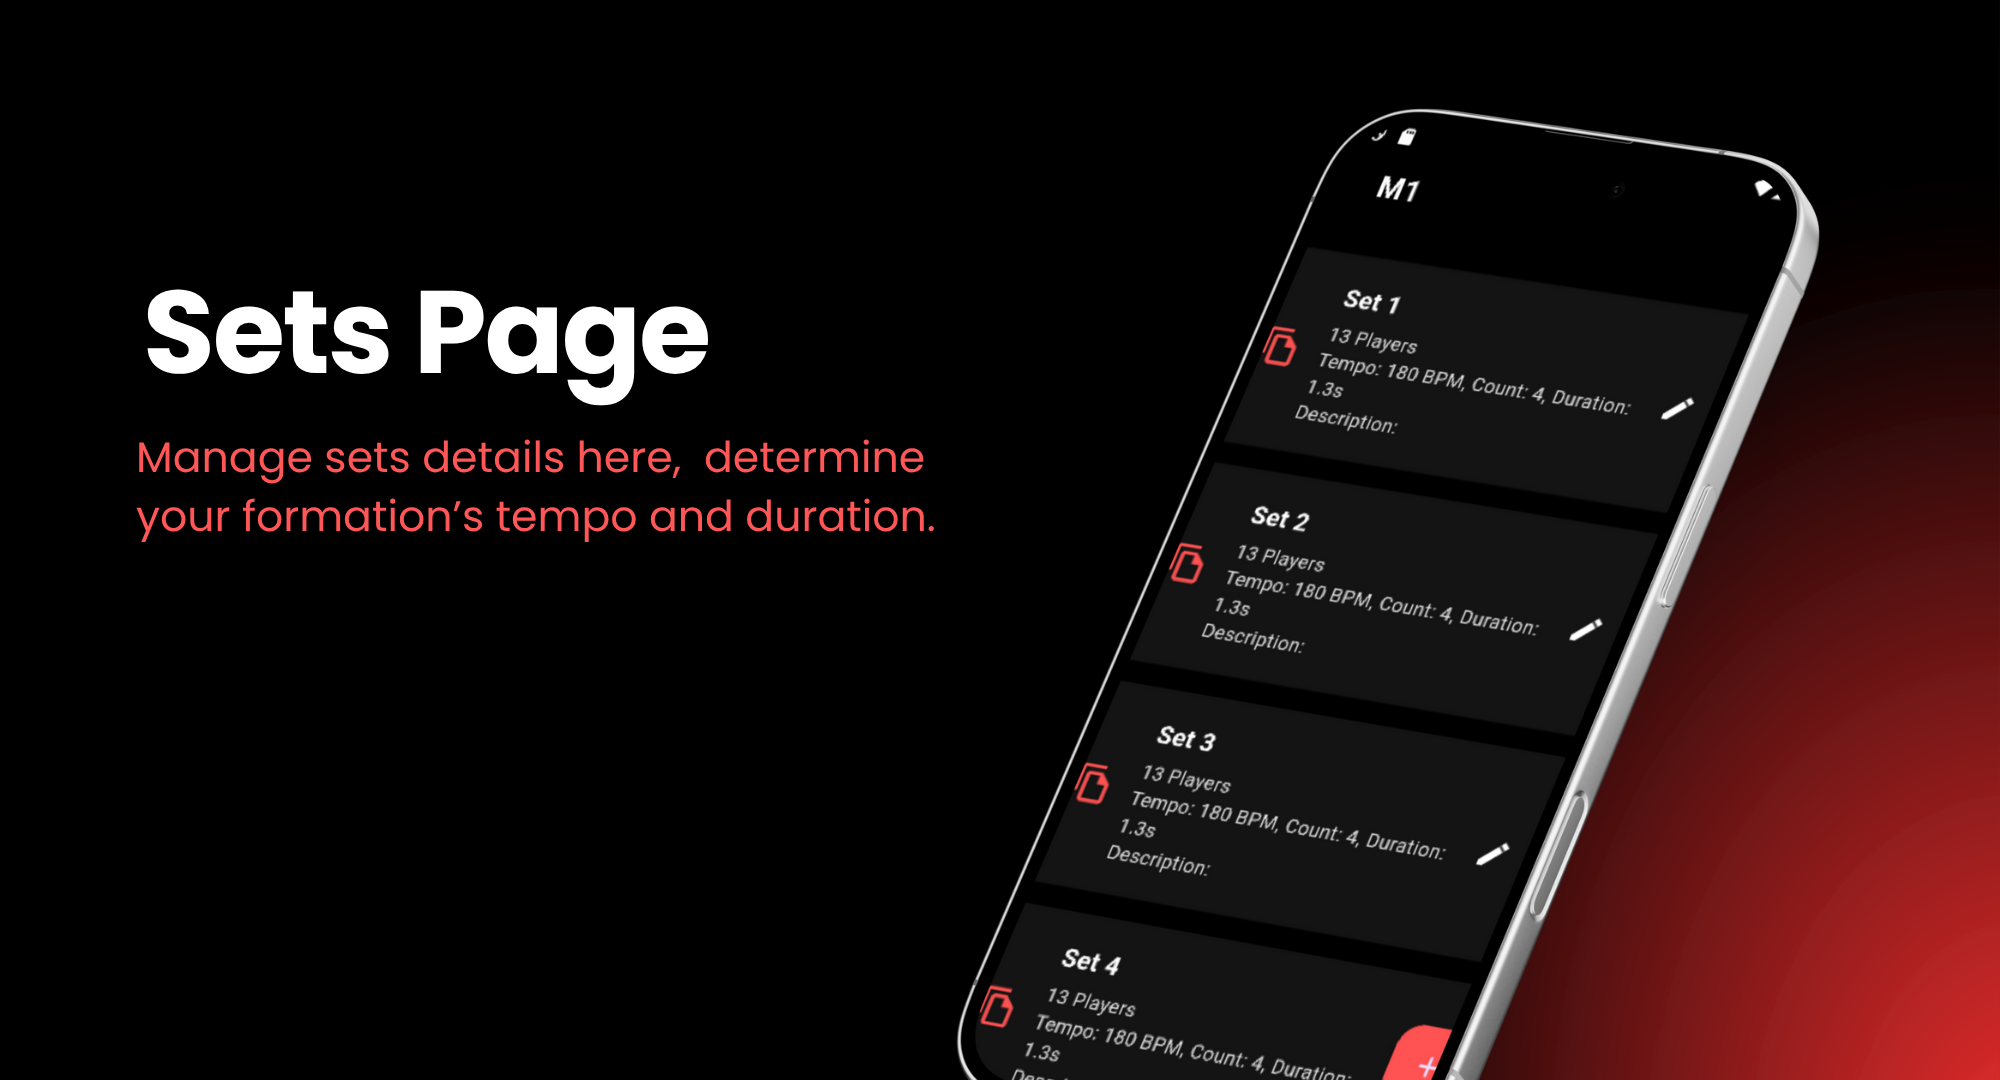 Sets Page
Manage sets details here,  determine
your formation’s tempo and duration.
M1
Set 1
13 Players
Tempo: 180 BPM, Count: 4, Duration:
1.3s
Description:
Set 2
13 Players
Tempo: 180 BPM, Count: 4, Duration:
1.3s
Description:
Set 3
13 Players
Tempo: 180 BPM, Count: 4, Duration:
1.3s
Description:
Set 4
13 Players
Tempo: 180 BPM, Count: 4, Duration:
1.3s
+